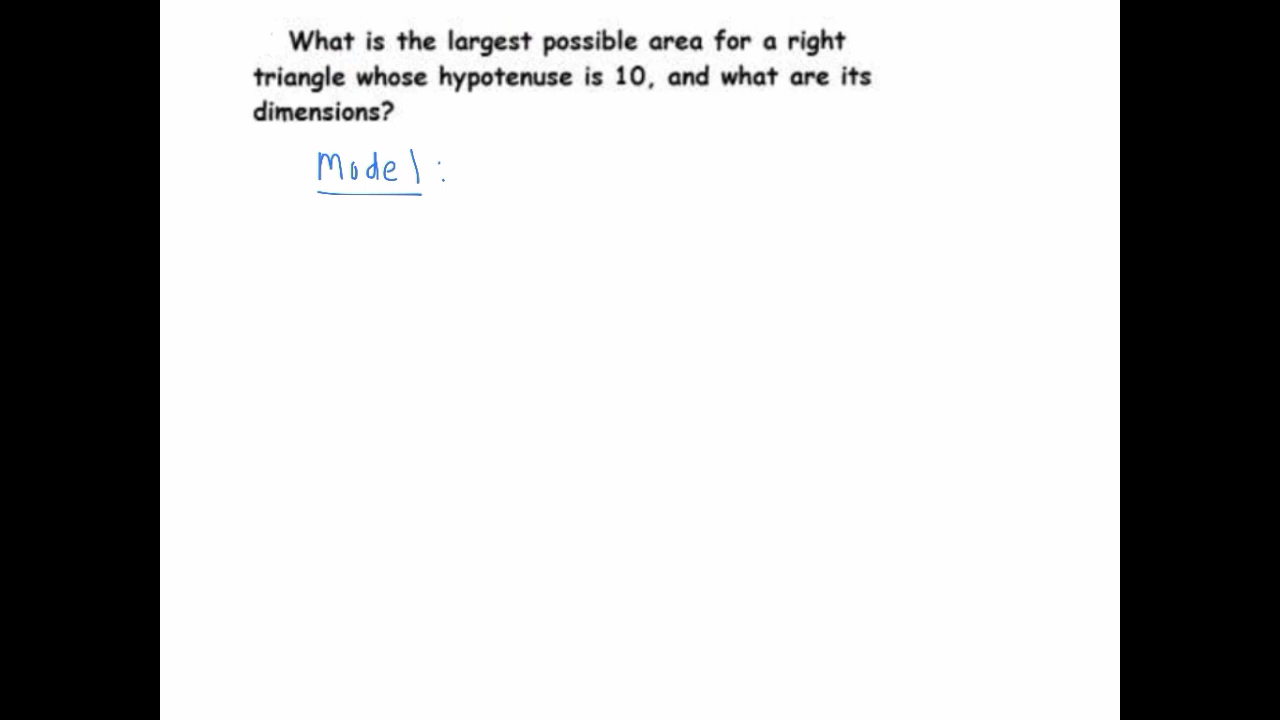 What is the largest possible area for a right
triangle whose hypotenuse is 10, and what are its
dimensions?
Model: